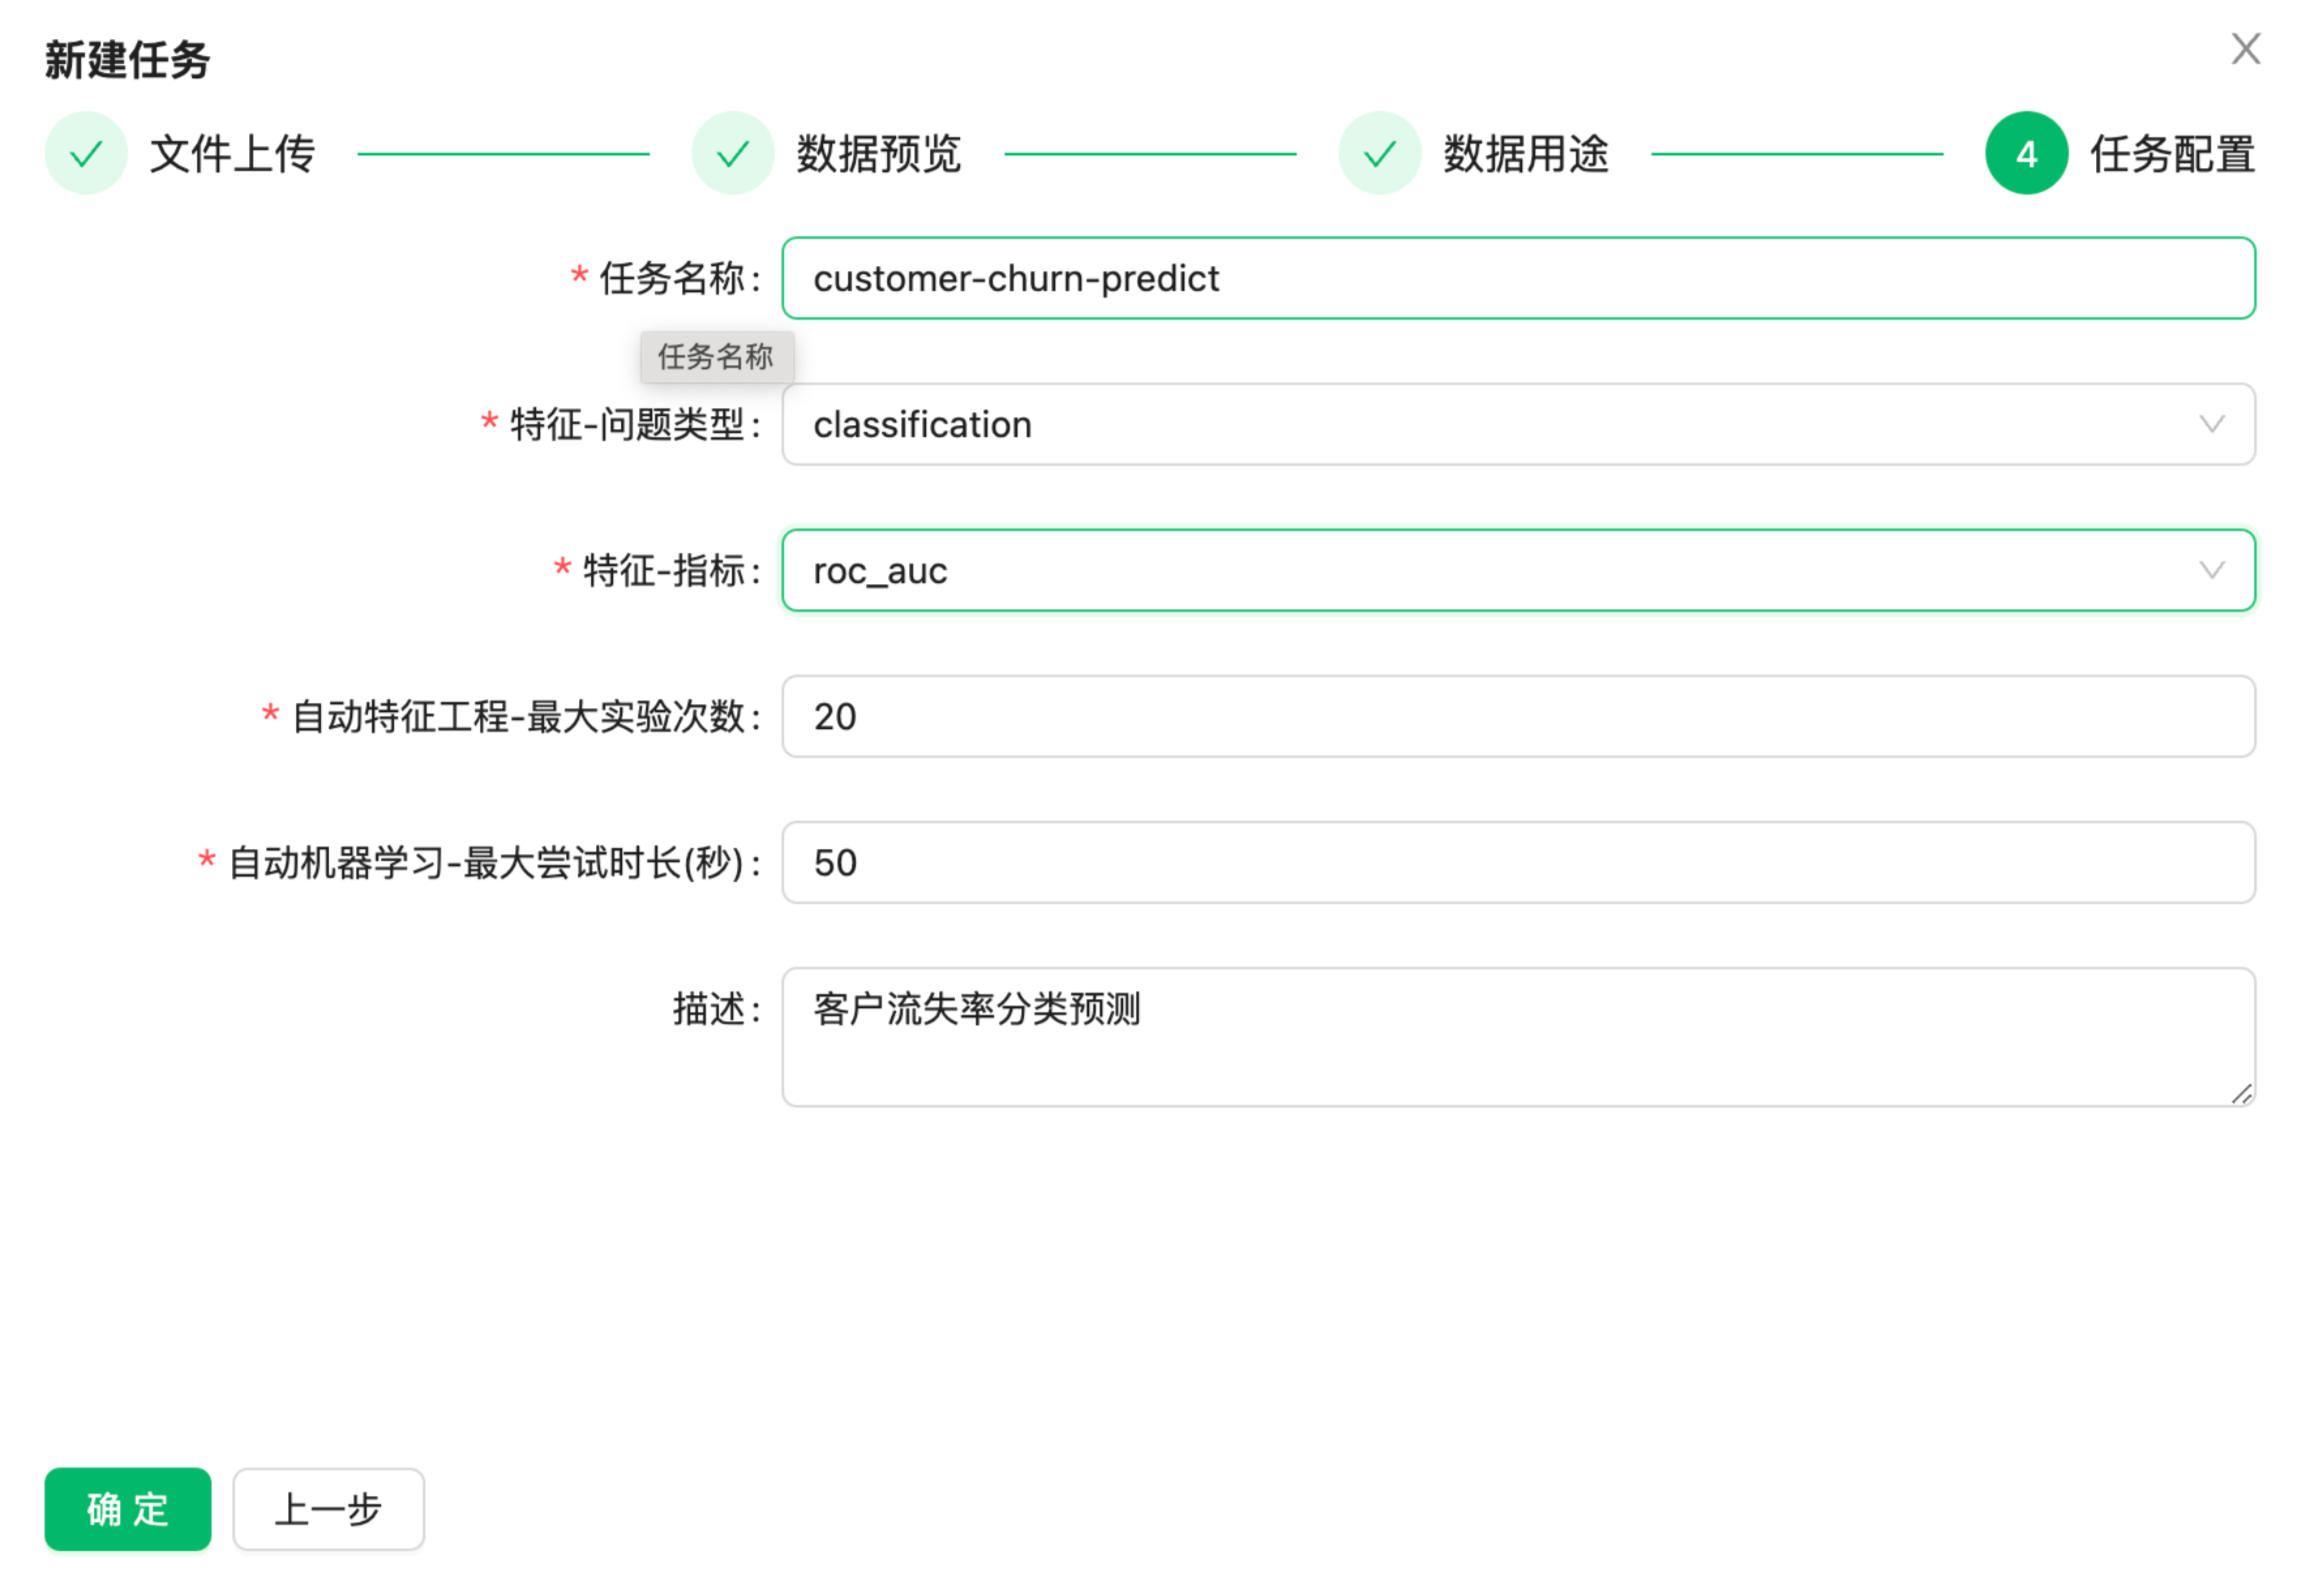 新建任务
文件上传 数据预览 数据用途 4 任务配置
* 任务名称: customer-churn-predict
任务名称
* 特征-问题类型: classification
* 特征-指标: roc_auc
* 自动特征工程-最大实验次数: 20
* 自动机器学习-最大尝试时长(秒): 50
描述: 客户流失率分类预测
确 定 上一步